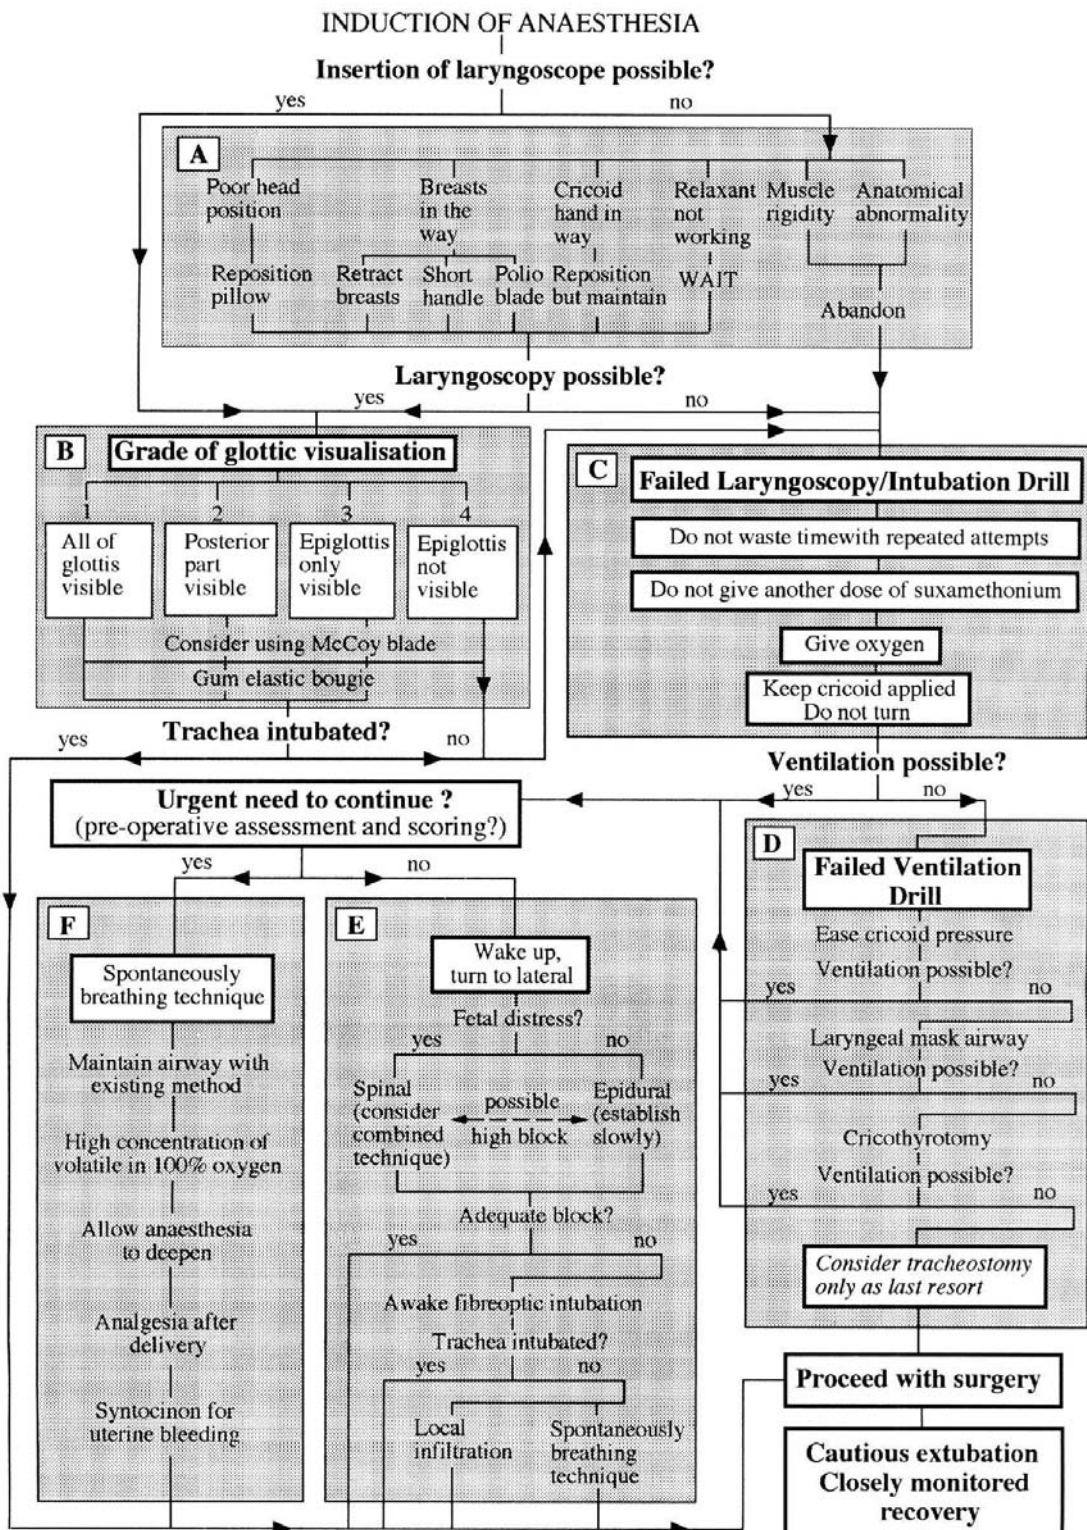 INDUCTION OF ANAESTHESIA
Insertion of laryngoscope possible?
yes
no
A
Poor head
position
Breasts
in the
way
Cricoid
hand in
way
Relaxant
not
working
Muscle
rigidity
Anatomical
abnormality
Reposition
pillow
Retract
breasts
Short
handle
Polio
blade
Reposition
but maintain
WAIT
Abandon
Laryngoscopy possible?
yes
no
B
Grade of glottic visualisation
1
2
3
4
All of
glottis
visible
Posterior
part
visible
Epiglottis
only
visible
Epiglottis
not
visible
Consider using McCoy blade
Gum elastic bougie
C
Failed Laryngoscopy/Intubation Drill
Do not waste timewith repeated attempts
Do not give another dose of suxamethonium
Give oxygen
Keep cricoid applied
Do not turn
Trachea intubated?
yes
no
Ventilation possible?
yes
no
Urgent need to continue ?
(pre-operative assessment and scoring?)
yes
no
D
Failed Ventilation
Drill
Ease cricoid pressure
Ventilation possible?
yes
no
Laryngeal mask airway
Ventilation possible?
yes
no
Cricothyrotomy
Ventilation possible?
yes
no
Consider tracheostomy
only as last resort
F
Spontaneously
breathing technique
Maintain airway with
existing method
High concentration of
volatile in 100% oxygen
Allow anaesthesia
to deepen
Analgesia after
delivery
Syntocinon for
uterine bleeding
E
Wake up,
turn to lateral
Fetal distress?
yes
no
Spinal
(consider
combined
technique)
possible
high block
Epidural
(establish
slowly)
Adequate block?
yes
no
Awake fibreoptic intubation
Trachea intubated?
yes
no
Local
infiltration
Spontaneously
breathing
technique
Proceed with surgery
Cautious extubation
Closely monitored
recovery